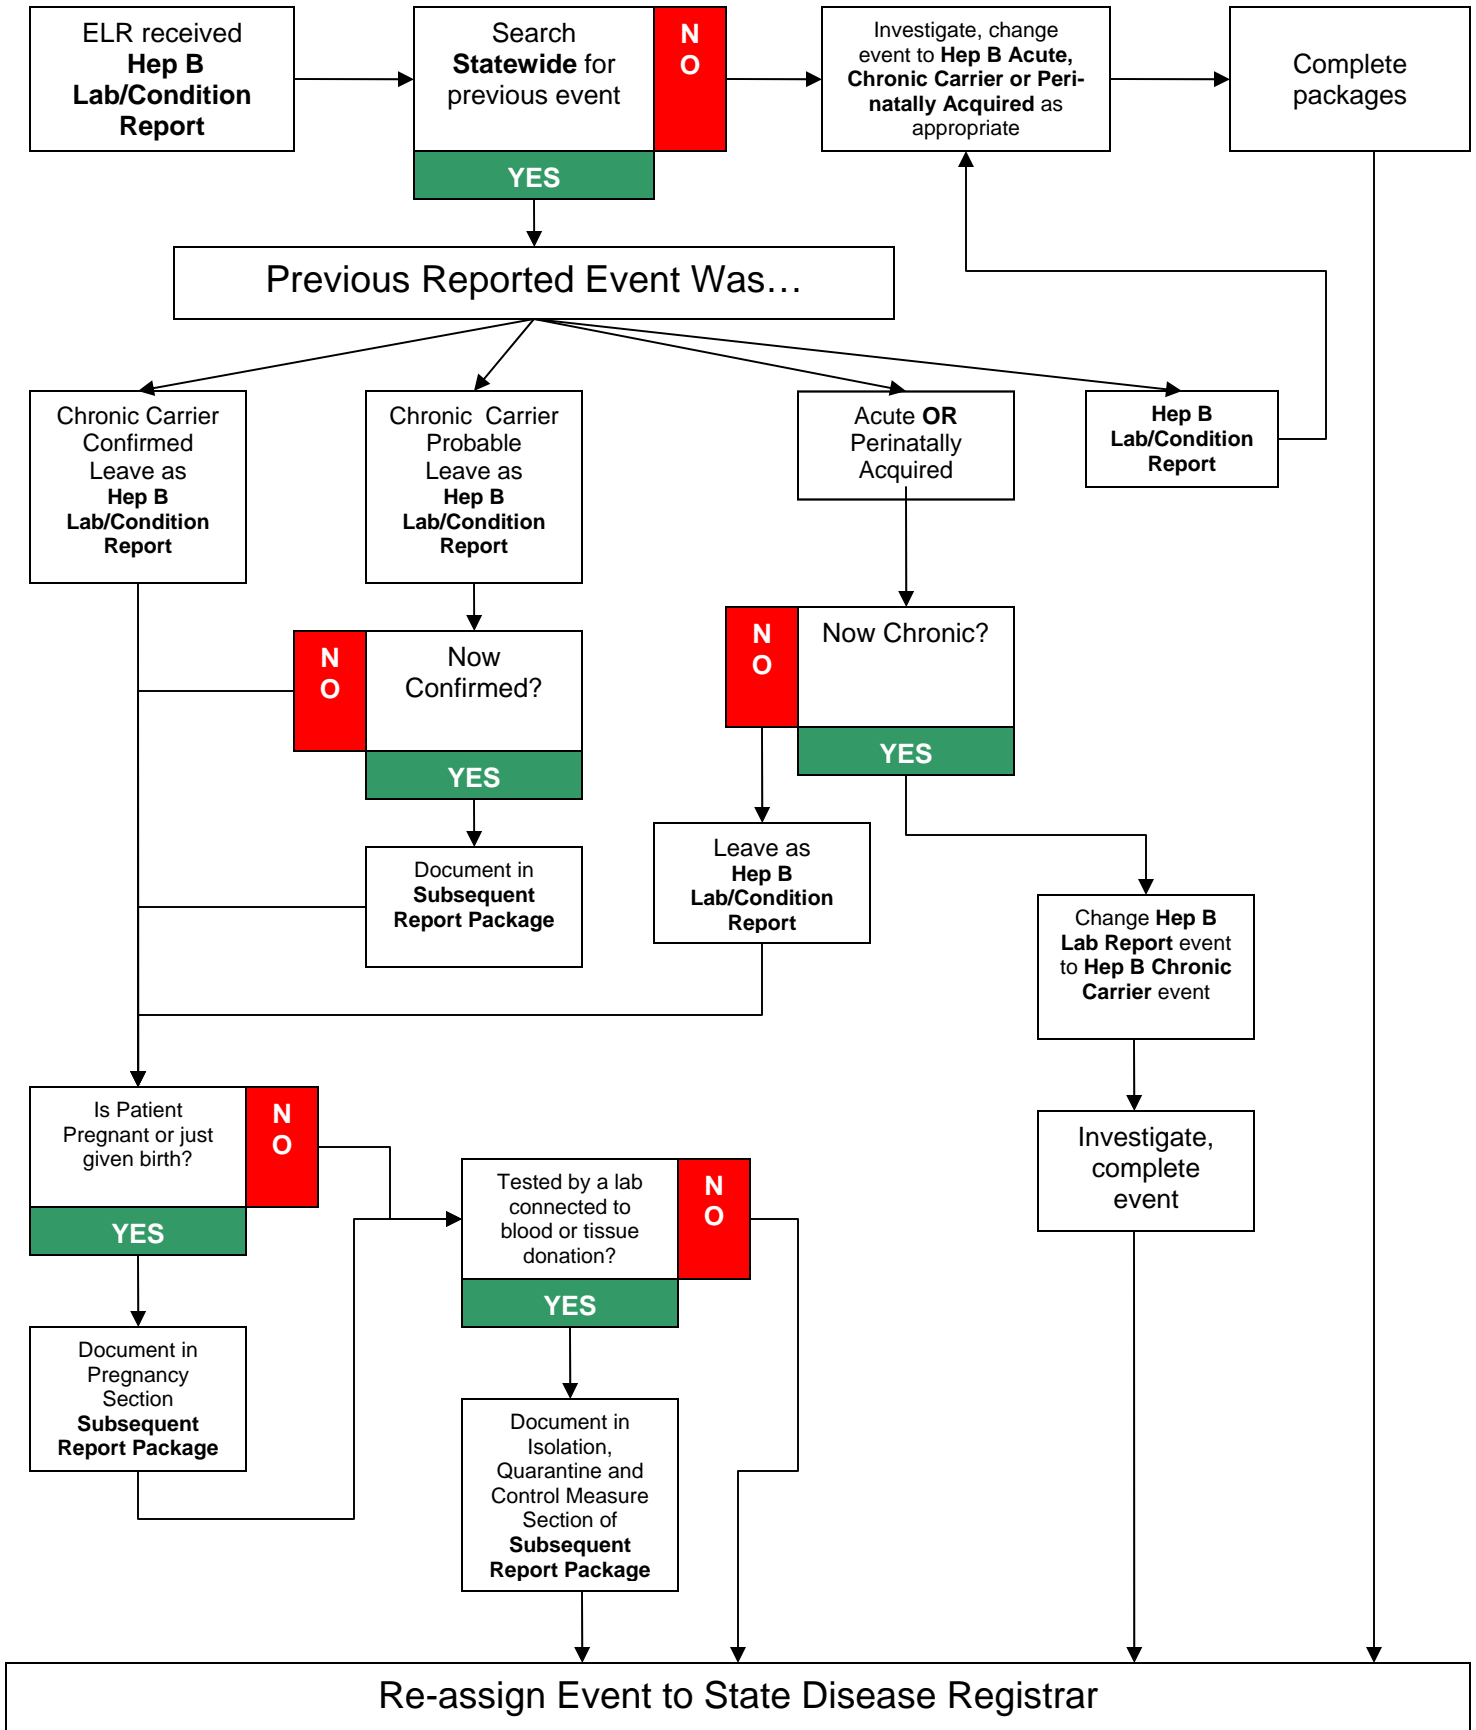 ELR received
Hep B
Lab/Condition
Report
Search
Statewide for
previous event
N
O
YES
Investigate, change
event to Hep B Acute,
Chronic Carrier or Peri-
natally Acquired as
appropriate
Complete
packages
Previous Reported Event Was…
Chronic Carrier
Confirmed
Leave as
Hep B
Lab/Condition
Report
Chronic Carrier
Probable
Leave as
Hep B
Lab/Condition
Report
Acute OR
Perinatally
Acquired
Hep B
Lab/Condition
Report
N
O
Now
Confirmed?
YES
N
O
Now Chronic?
YES
Document in
Subsequent
Report Package
Leave as
Hep B
Lab/Condition
Report
Change Hep B
Lab Report event
to Hep B Chronic
Carrier event
Is Patient
Pregnant or just
given birth?
N
O
YES
Investigate,
complete
event
Tested by a lab
connected to
blood or tissue
donation?
N
O
YES
Document in
Pregnancy
Section
Subsequent
Report Package
Document in
Isolation,
Quarantine and
Control Measure
Section of
Subsequent
Report Package
Re-assign Event to State Disease Registrar